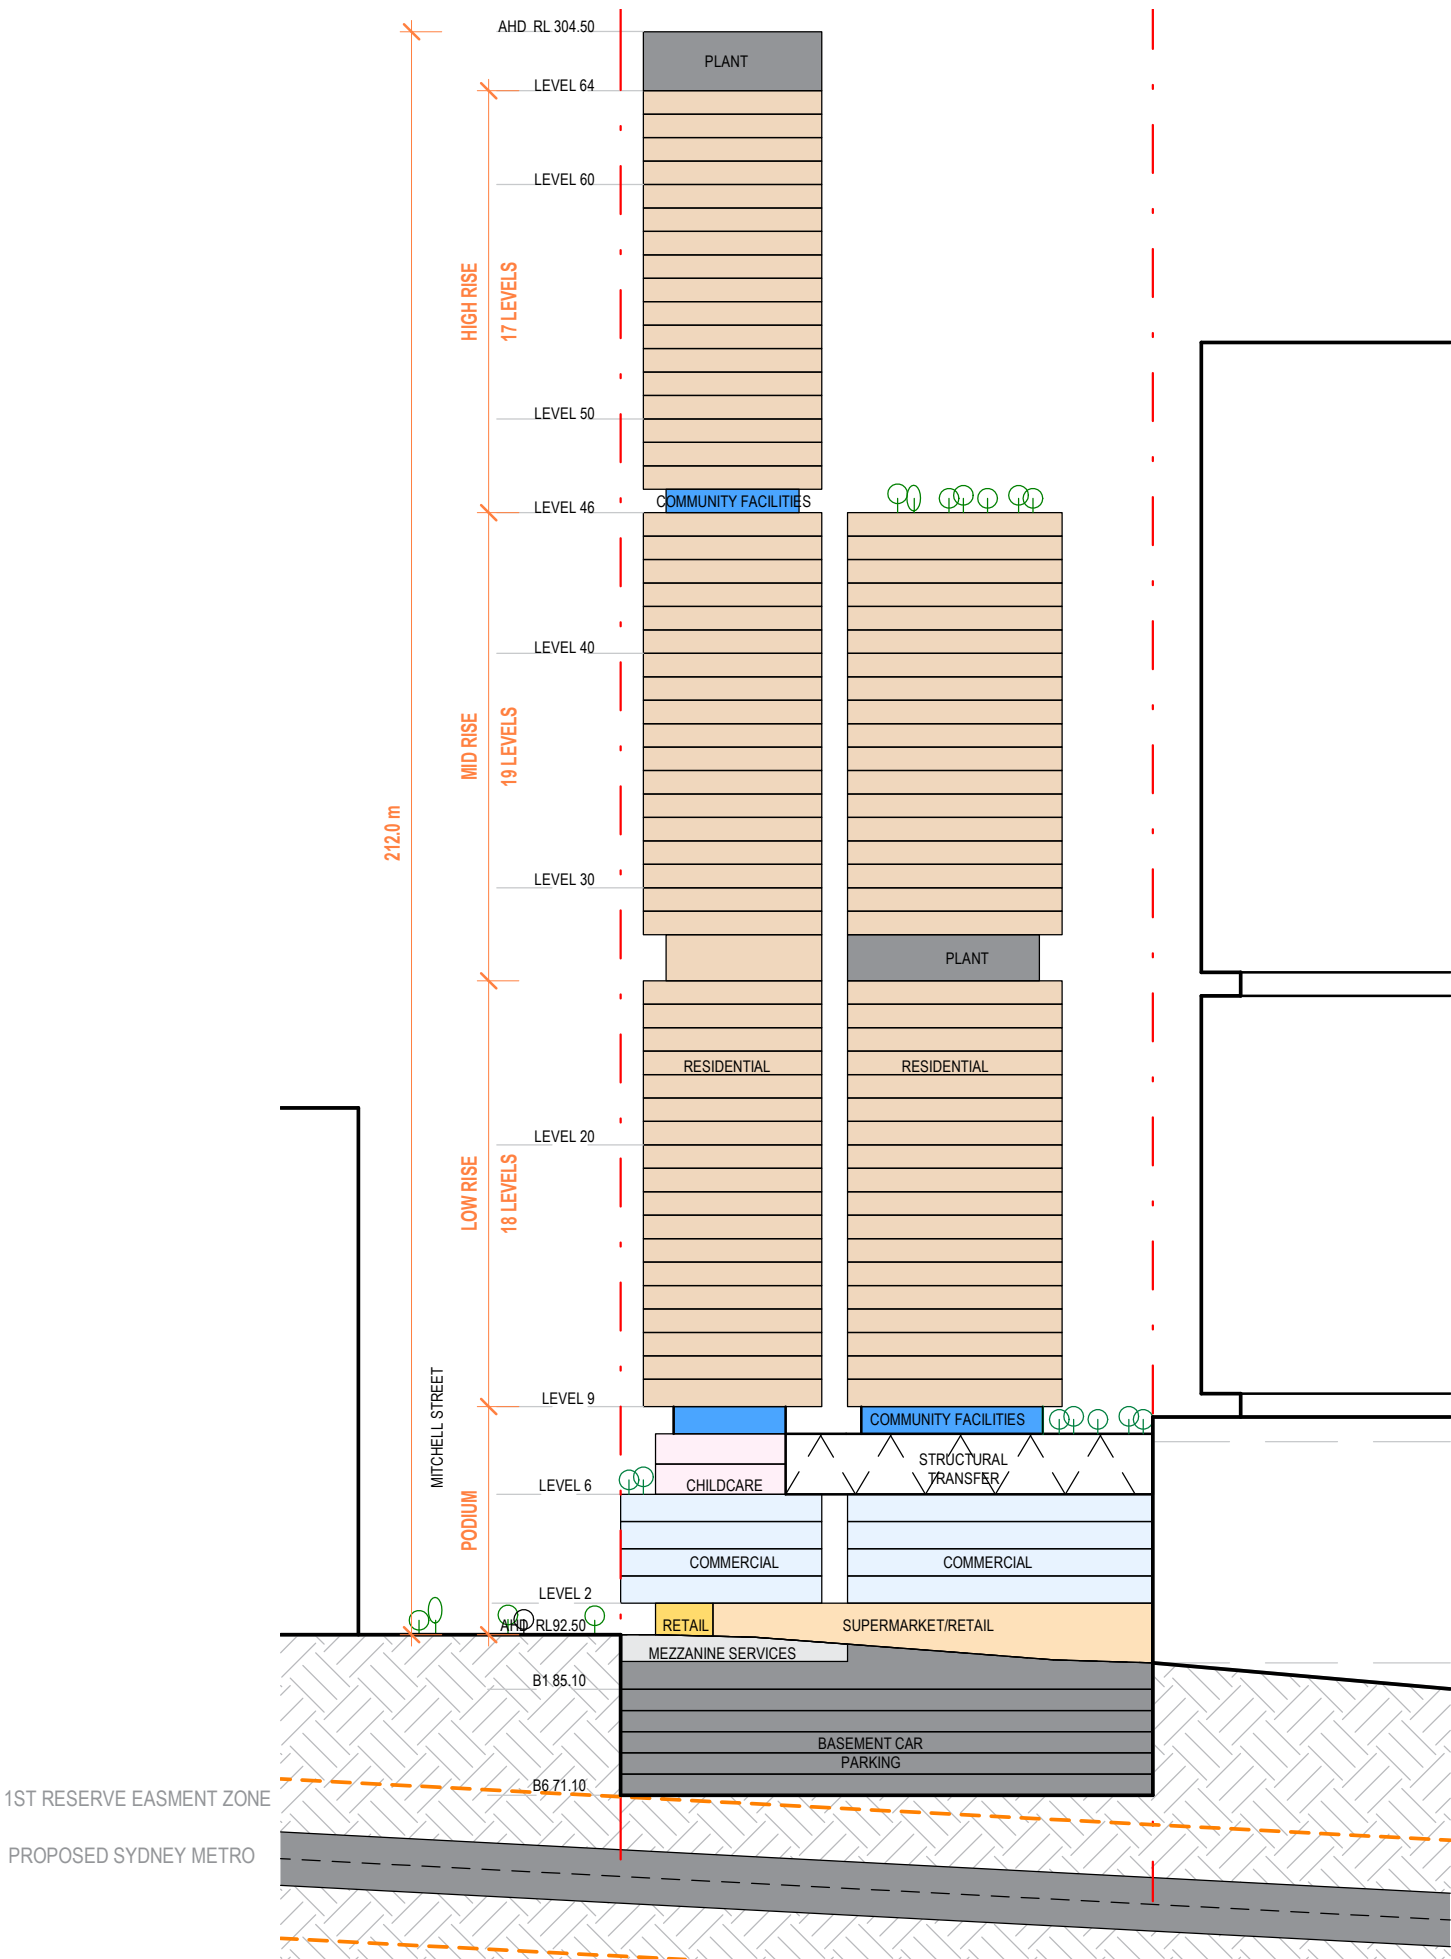 AHD RL 304.50
PLANT
LEVEL 64
LEVEL 60
HIGH RISE
17 LEVELS
LEVEL 50
COMMUNITY FACILITIES
LEVEL 46
LEVEL 40
MID RISE
19 LEVELS
212.0 m
LEVEL 30
PLANT
RESIDENTIAL
RESIDENTIAL
LEVEL 20
LOW RISE
18 LEVELS
LEVEL 9
COMMUNITY FACILITIES
MITCHELL STREET
STRUCTURAL
TRANSFER
LEVEL 6
CHILDCARE
PODIUM
COMMERCIAL
COMMERCIAL
LEVEL 2
AHD RL92.50
RETAIL
SUPERMARKET/RETAIL
MEZZANINE SERVICES
B1 85.10
BASEMENT CAR
PARKING
B6 71.10
1ST RESERVE EASMENT ZONE
PROPOSED SYDNEY METRO